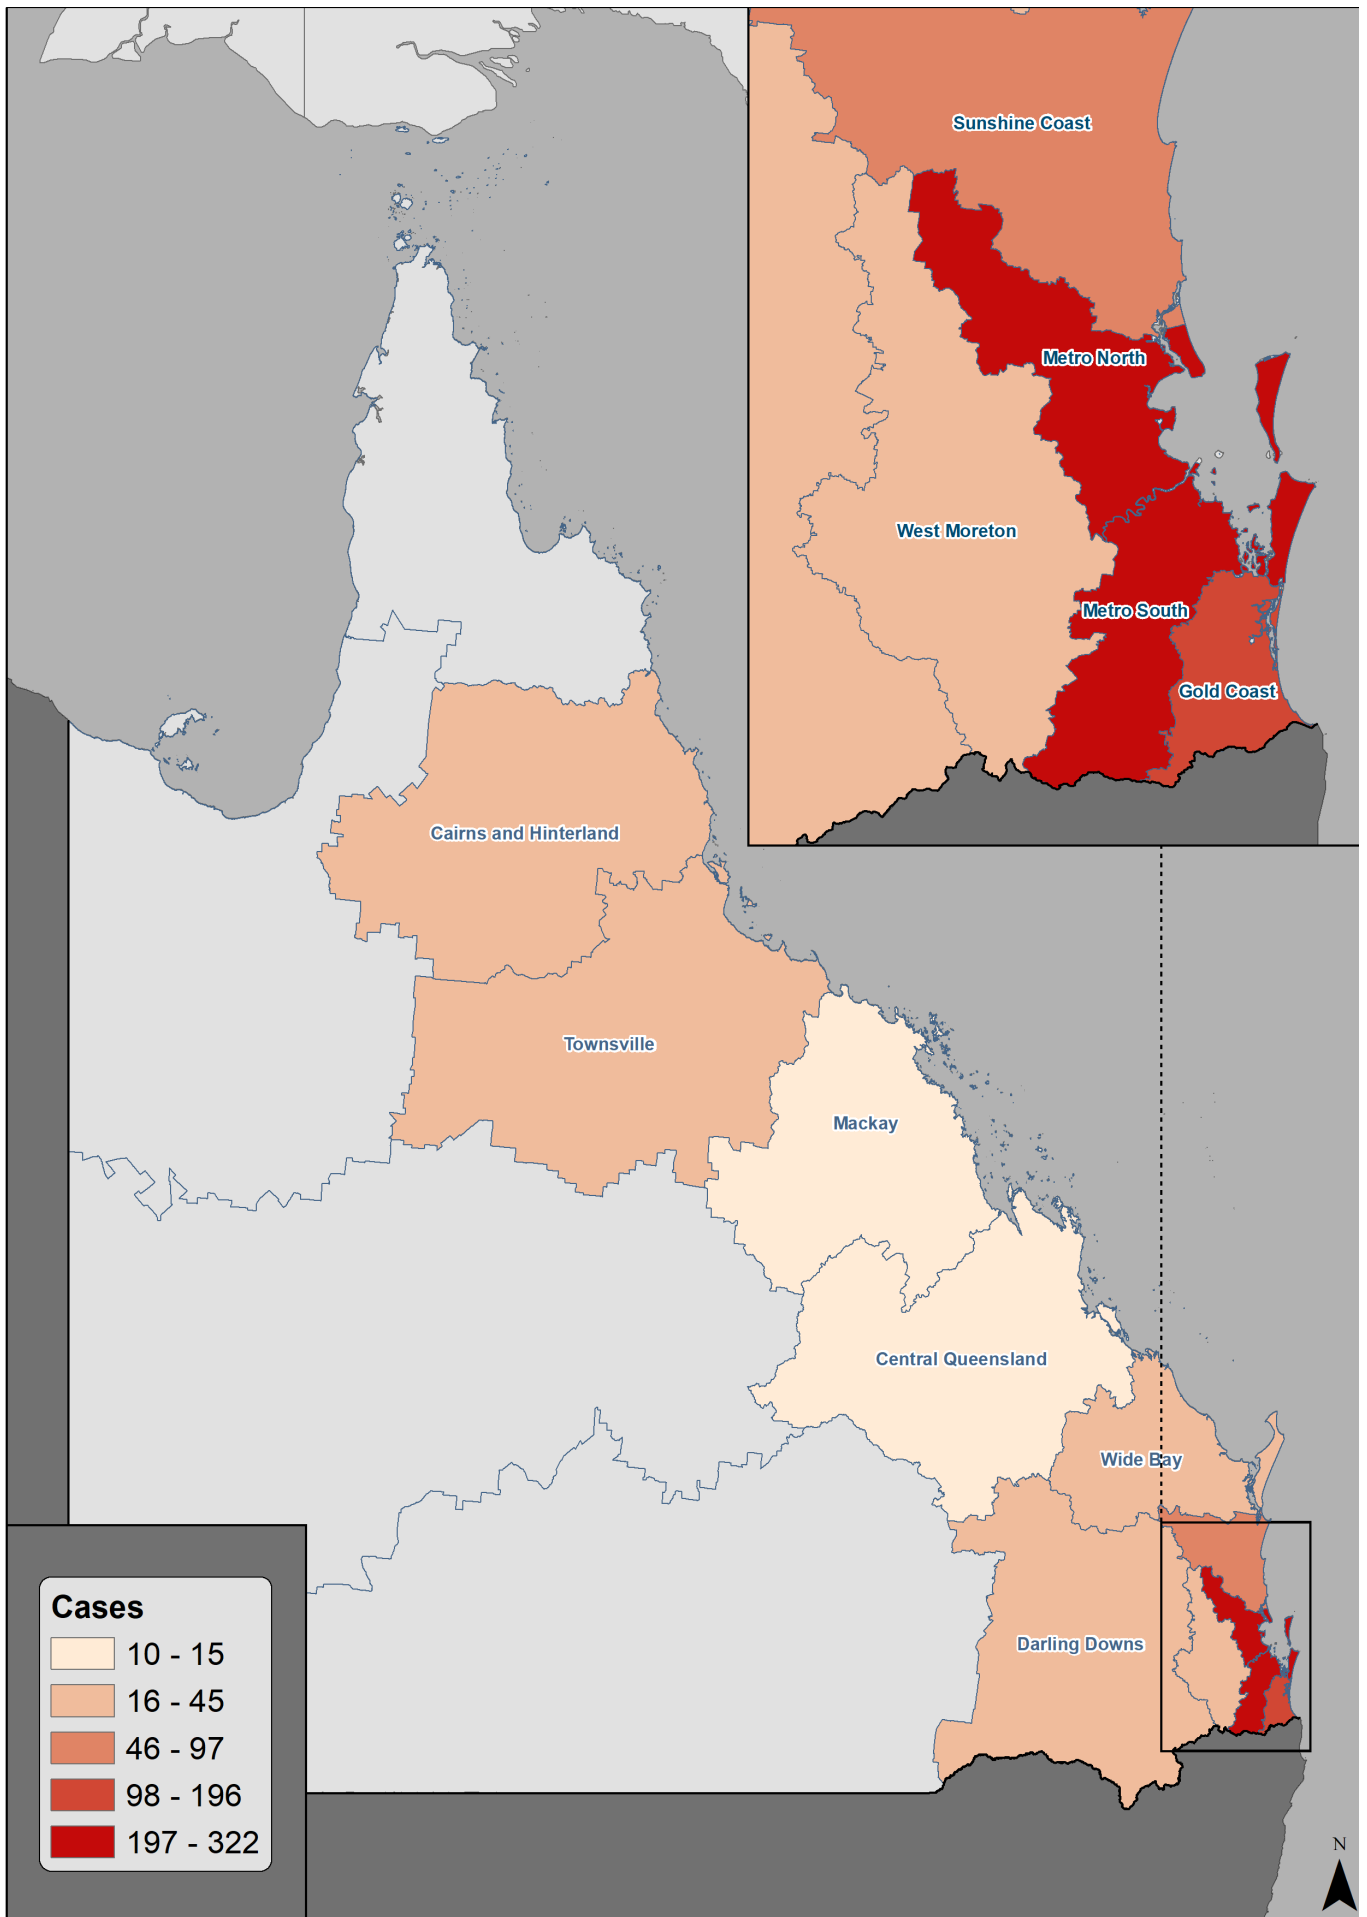 Sunshine Coast
Metro North
West Moreton
Metro South
Gold Coast
Cairns and Hinterland
Townsville
Mackay
Central Queensland
Wide Bay
Darling Downs
Cases
10 - 15
16 - 45
46 - 97
98 - 196
197 - 322
N